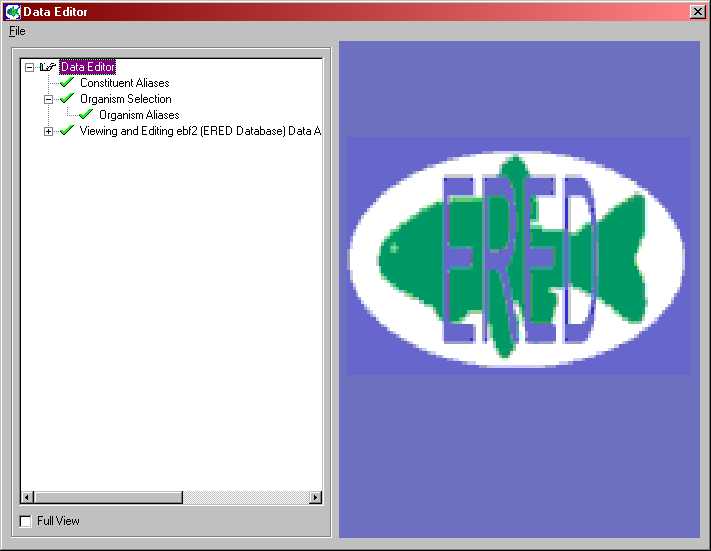 Data Editor
File
Data Editor
Constituent Aliases
Organism Selection
Organism Aliases
Viewing and Editing ebf2 (ERED Database) Data A
Full View
ERED